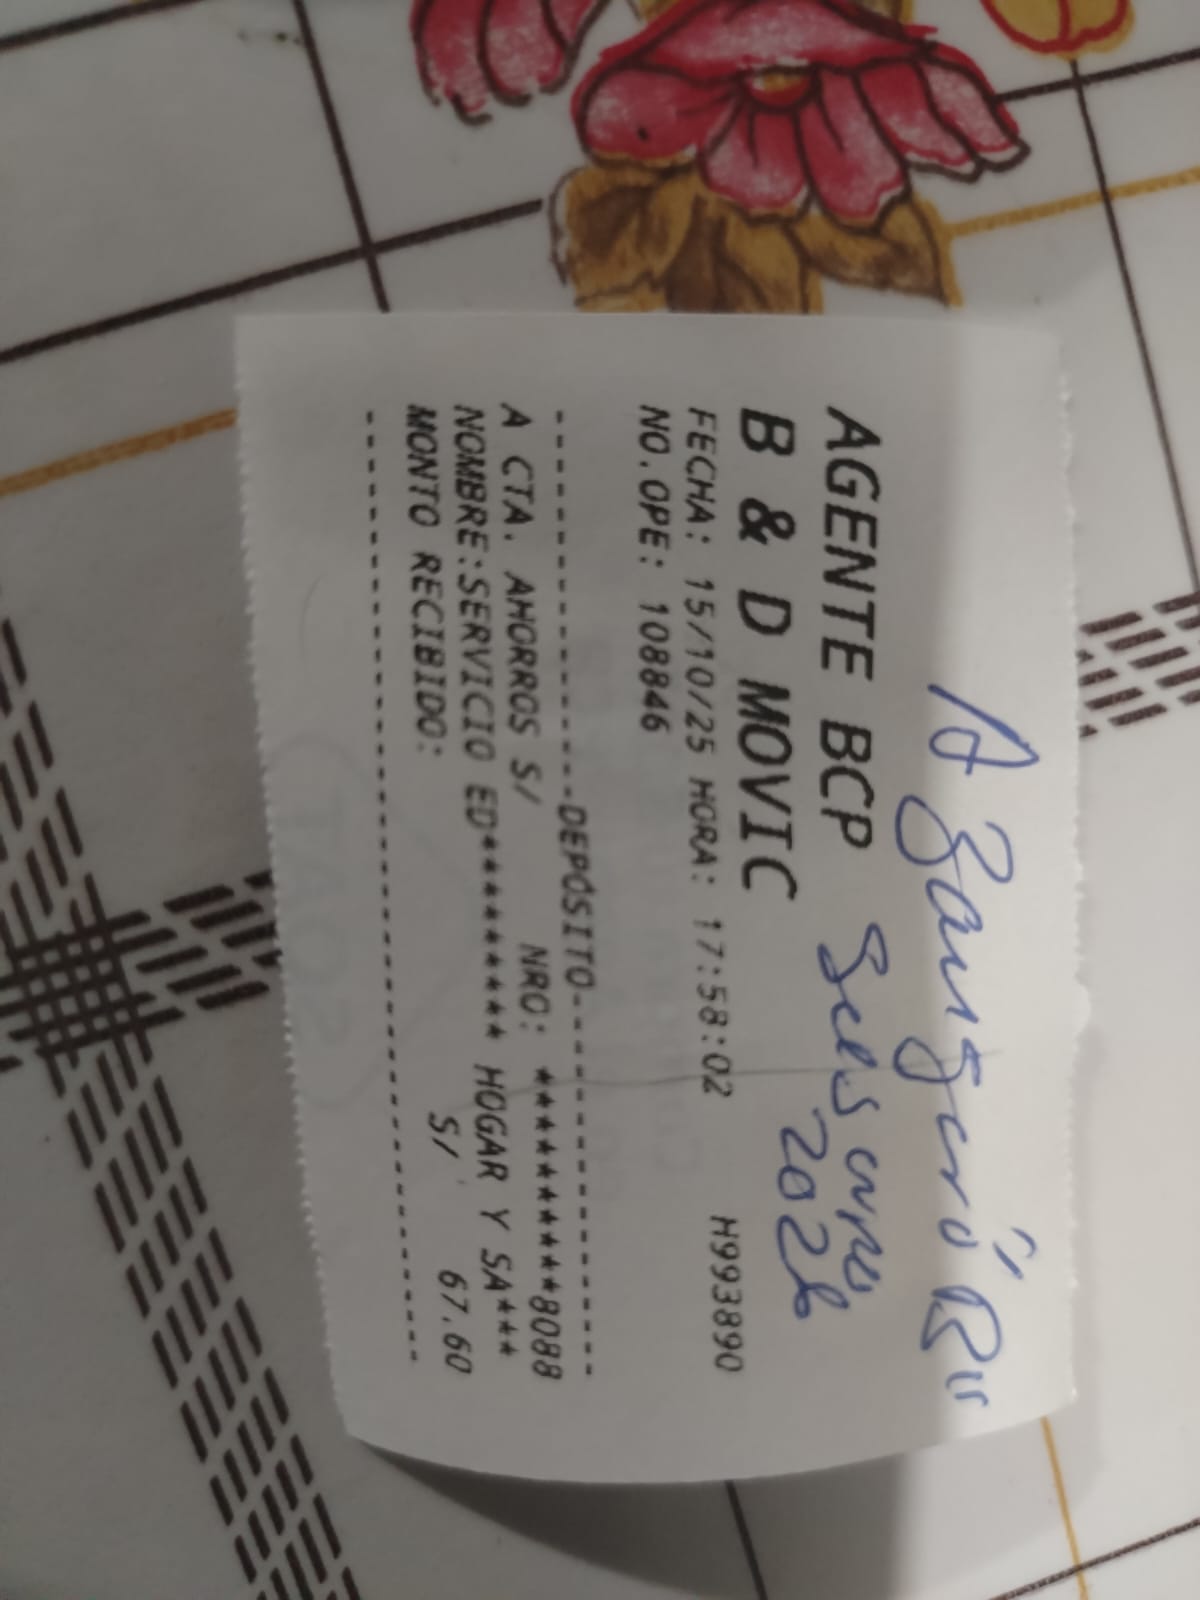 A
2026
AGENTE BCP
B & D MOVIC
FECHA: 15/10/25 HORA: 17:58:02 H993890
NO.OPE: 108846
--------------------DEPÓSITO--------------------
A CTA. AHORROS S/ NRO: **********8088
NOMBRE:SERVICIO ED********** HOGAR Y SA***
MONTO RECIBIDO: S/ 67.60